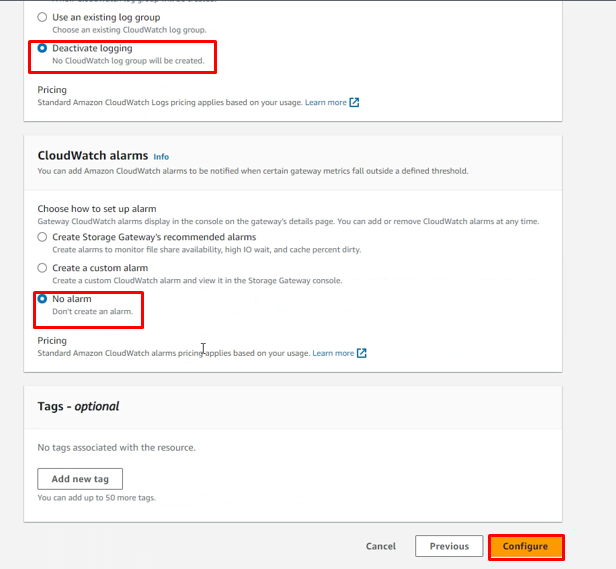 Use an existing log group
Choose an existing CloudWatch log group.
Deactivate logging
No CloudWatch log group will be created.
Pricing
Standard Amazon CloudWatch Logs pricing applies based on your usage. Learn more
CloudWatch alarms Info
You can add Amazon CloudWatch alarms to be notified when certain gateway metrics fall outside a defined threshold.
Choose how to set up alarm
Gateway CloudWatch alarms display in the console on the gateway's details page. You can add or remove CloudWatch alarms at any time.
Create Storage Gateway's recommended alarms
Create alarms to monitor file share availability, high IO wait, and cache percent dirty.
Create a custom alarm
Create a custom CloudWatch alarm and view it in the Storage Gateway console.
No alarm
Don't create an alarm.
Pricing
Standard Amazon CloudWatch alarms pricing applies based on your usage. Learn more
Tags - optional
No tags associated with the resource.
Add new tag
You can add up to 50 more tags.
Cancel Previous Configure